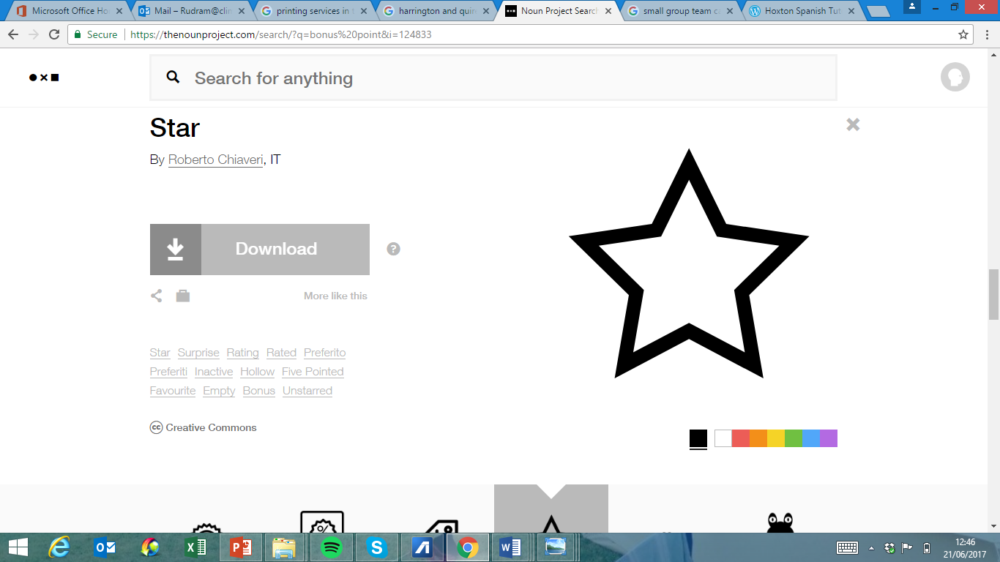 Microsoft Office Ho
Mail – Rudram@clin
printing services in t
harrington and quir
Noun Project Search
small group team c
Hoxton Spanish Tut
Secure
https://thenounproject.com/search/?q=bonus%20point&i=124833
Search for anything
Star
By Roberto Chiaveri, IT
Download
?
More like this
Star Surprise Rating Rated Preferito
Preferiti Inactive Hollow Five Pointed
Favourite Empty Bonus Unstarred
cc Creative Commons
12:46
21/06/2017